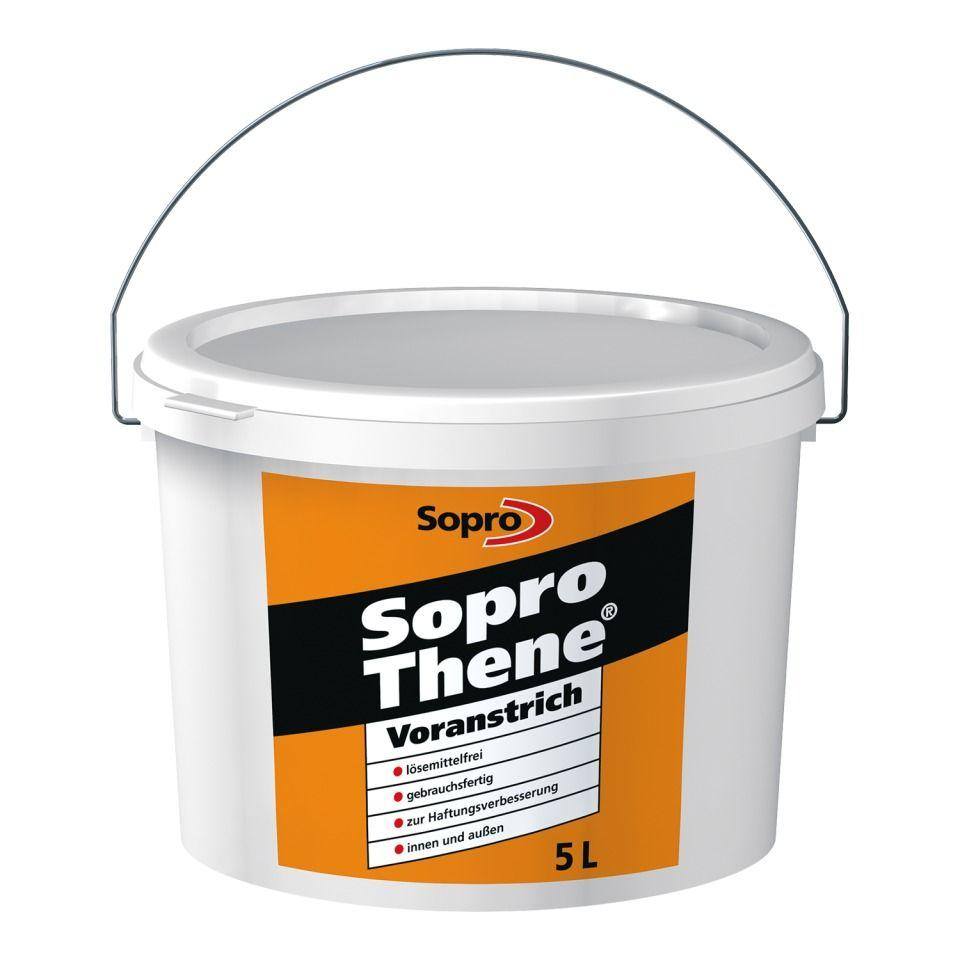 Sopro
Sopro
Thene®
Voranstrich
lösemittelfrei
gebrauchsfertig
zur Haftungsverbesserung
innen und außen
5 L